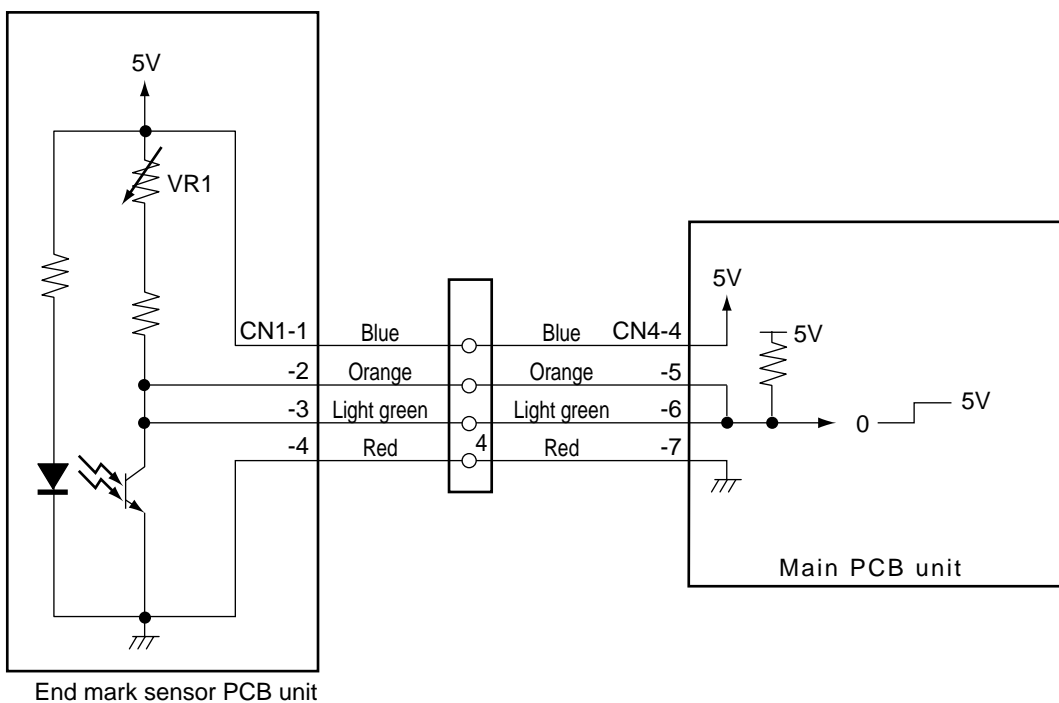 5V
VR1
5V
5V
CN1-1 Blue Blue CN4-4
-2 Orange Orange -5
-3 Light green Light green -6
0 5V
-4 Red 4 Red -7
Main PCB unit
End mark sensor PCB unit